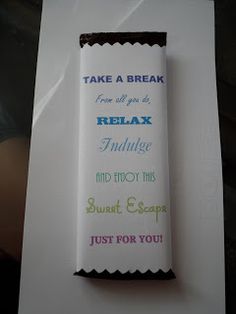 TAKE A BREAK
From all you do,
RELAX
Indulge
AND ENJOY THIS
Sweet Escape
JUST FOR YOU!